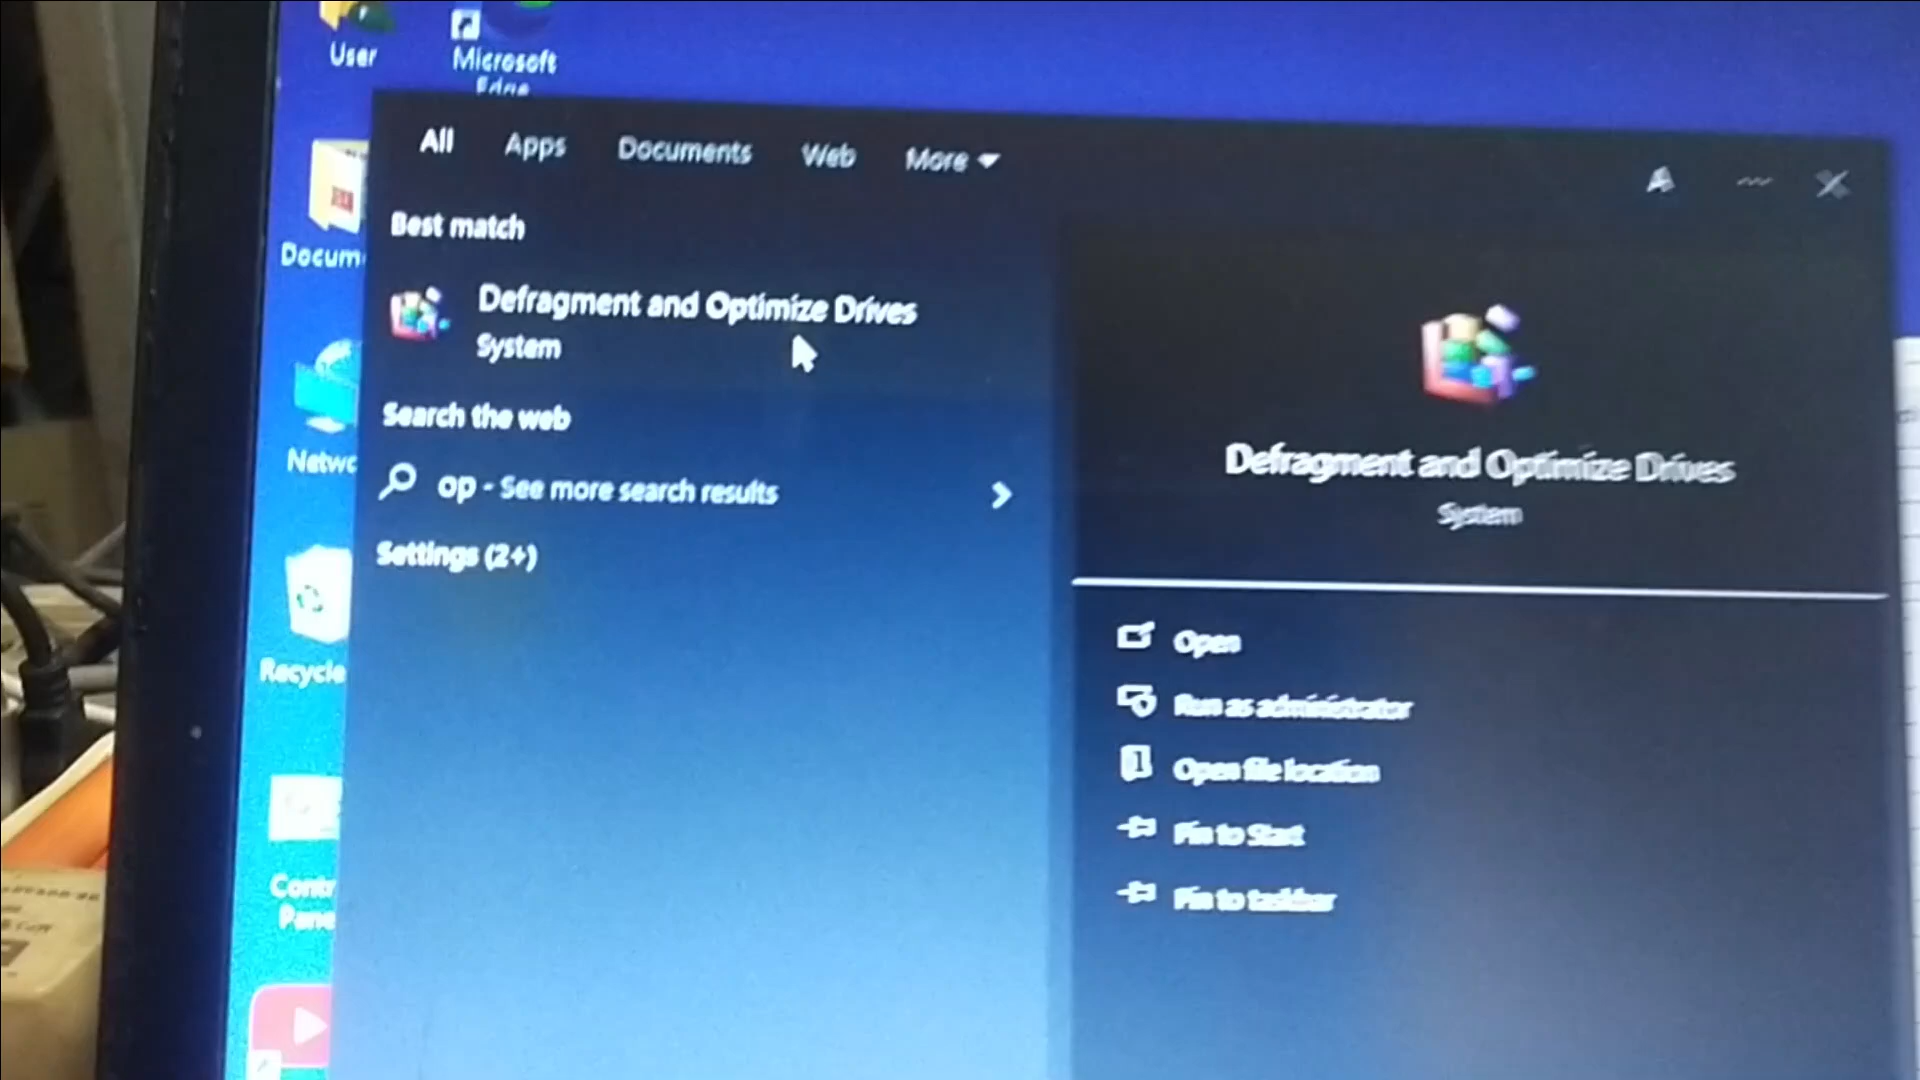 User
Microsoft
Edge
All Apps Documents Web More
Best match
Docum
Defragment and Optimize Drives
System
Search the web
Netwo
op - See more search results
Settings (2+)
Recycle
Contr
Pane
Defragment and Optimize Drives
System
Open
Run as administrator
Open file location
Pin to Start
Pin to taskbar